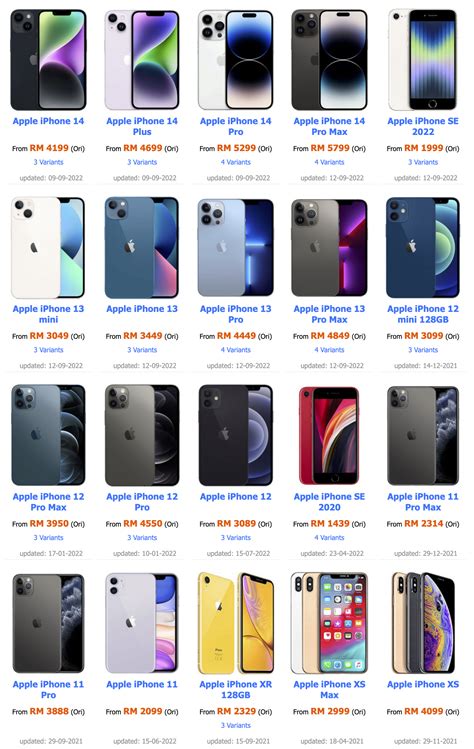 Apple iPhone 14
Apple iPhone 14
Plus
Apple iPhone 14
Pro
Apple iPhone 14
Pro Max
Apple iPhone SE
2022
From RM 4199 (Ori)
From RM 4699 (Ori)
From RM 5299 (Ori)
From RM 5799 (Ori)
From RM 1999 (Ori)
3 Variants
3 Variants
4 Variants
4 Variants
3 Variants
updated: 09-09-2022
updated: 09-09-2022
updated: 09-09-2022
updated: 09-09-2022
updated: 12-09-2022
Apple iPhone 13
mini
Apple iPhone 13
Apple iPhone 13
Pro
Apple iPhone 13
Pro Max
Apple iPhone 12
mini 128GB
From RM 3049 (Ori)
From RM 3449 (Ori)
From RM 4449 (Ori)
From RM 4849 (Ori)
From RM 3099 (Ori)
3 Variants
3 Variants
4 Variants
4 Variants
3 Variants
updated: 12-09-2022
updated: 12-09-2022
updated: 12-09-2022
updated: 12-09-2022
updated: 14-12-2021
Apple iPhone 12
Pro Max
Apple iPhone 12
Pro
Apple iPhone 12
Apple iPhone SE
2020
Apple iPhone 11
Pro Max
From RM 3950 (Ori)
From RM 4550 (Ori)
From RM 3089 (Ori)
From RM 1439 (Ori)
From RM 2314 (Ori)
3 Variants
3 Variants
3 Variants
4 Variants
updated: 17-01-2022
updated: 10-01-2022
updated: 15-07-2022
updated: 23-04-2022
updated: 29-12-2021
Apple iPhone 11
Pro
Apple iPhone 11
Apple iPhone XR
128GB
Apple iPhone XS
Max
Apple iPhone XS
From RM 3888 (Ori)
From RM 2099 (Ori)
From RM 2329 (Ori)
From RM 2999 (Ori)
From RM 4099 (Ori)
3 Variants
updated: 29-09-2021
updated: 15-06-2022
updated: 15-09-2021
updated: 18-04-2021
updated: 29-11-2021